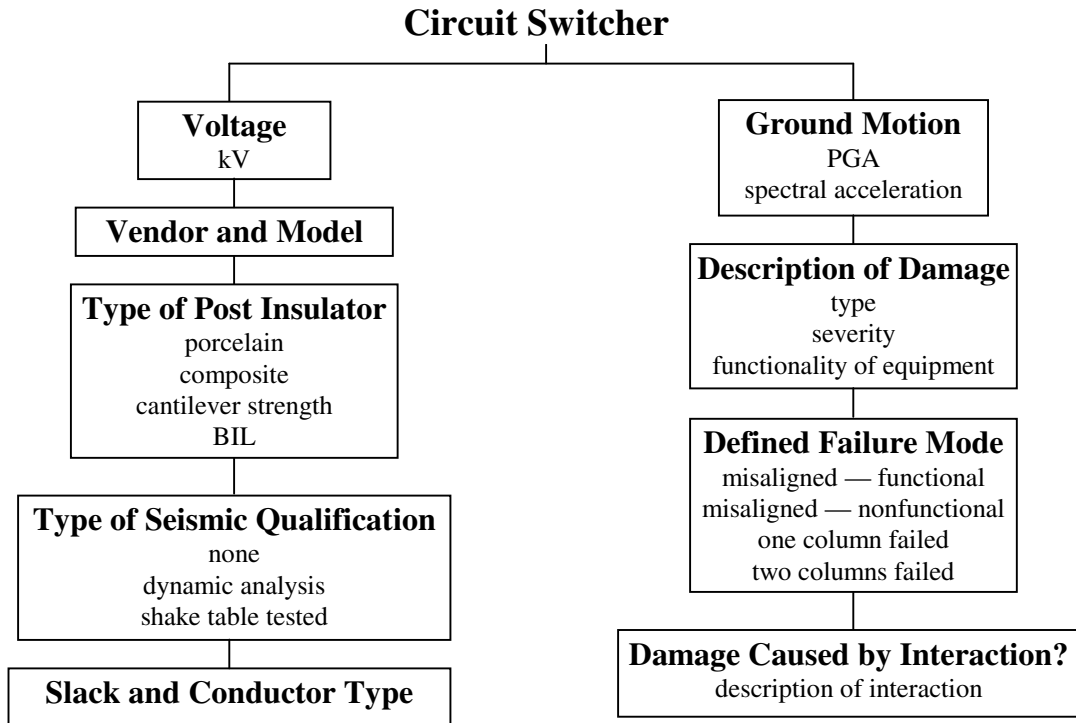 Circuit Switcher
Voltage
kV
Vendor and Model
Type of Post Insulator
porcelain
composite
cantilever strength
BIL
Type of Seismic Qualification
none
dynamic analysis
shake table tested
Slack and Conductor Type
Ground Motion
PGA
spectral acceleration
Description of Damage
type
severity
functionality of equipment
Defined Failure Mode
misaligned — functional
misaligned — nonfunctional
one column failed
two columns failed
Damage Caused by Interaction?
description of interaction